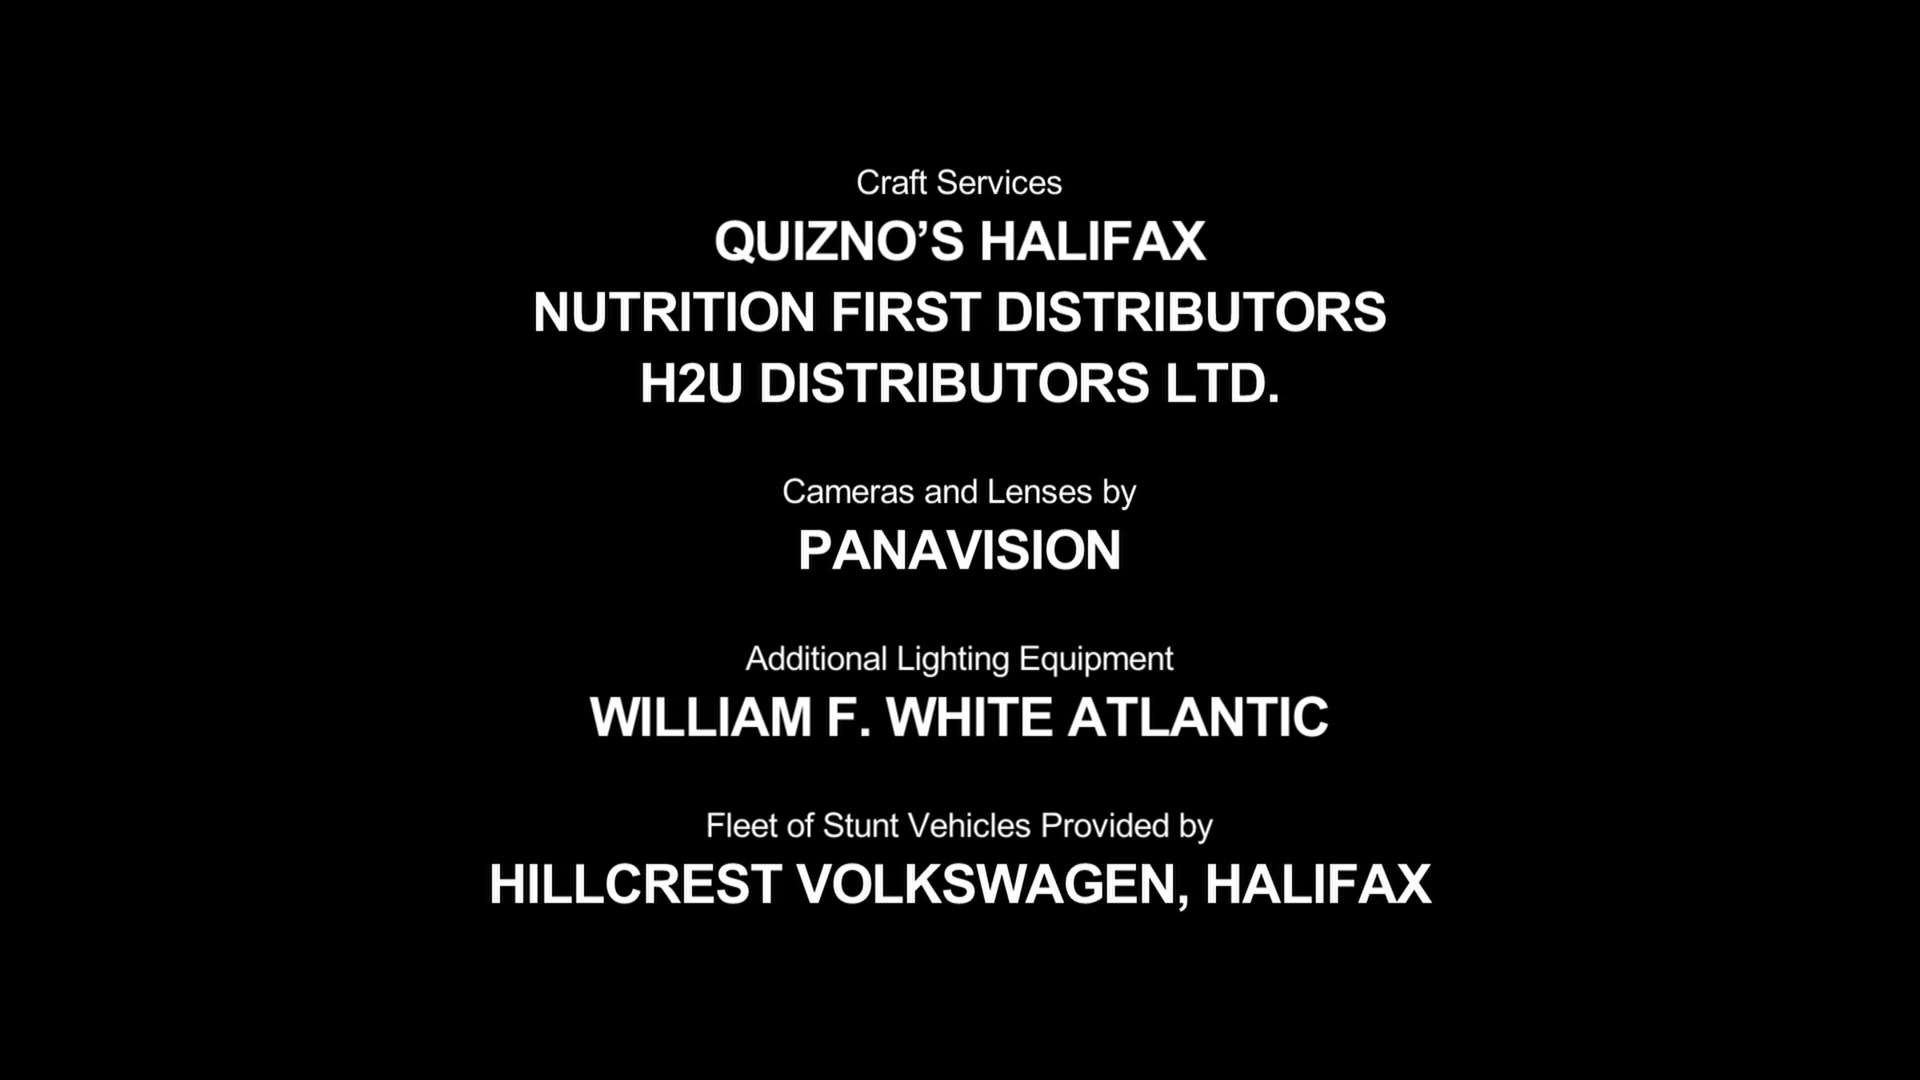 Craft Services
QUIZNO’S HALIFAX
NUTRITION FIRST DISTRIBUTORS
H2U DISTRIBUTORS LTD.
Cameras and Lenses by
PANAVISION
Additional Lighting Equipment
WILLIAM F. WHITE ATLANTIC
Fleet of Stunt Vehicles Provided by
HILLCREST VOLKSWAGEN, HALIFAX